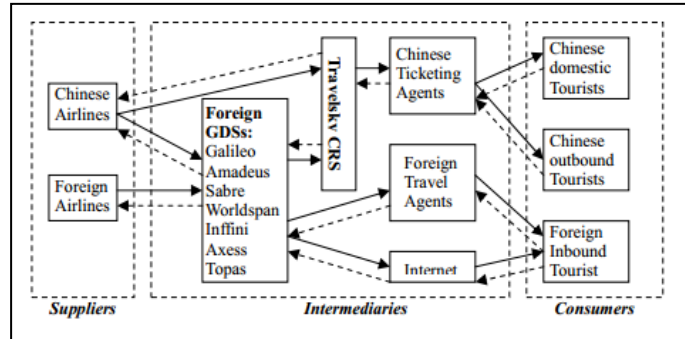 Chinese
Airlines
Foreign
Airlines
Suppliers
Foreign
GDSs:
Galileo
Amadeus
Sabre
Worldspan
Inffini
Axess
Topas
Travelsky CRS
Chinese
Ticketing
Agents
Foreign
Travel
Agents
Internet
Intermediaries
Chinese
domestic
Tourists
Chinese
outbound
Tourists
Foreign
Inbound
Tourist
Consumers